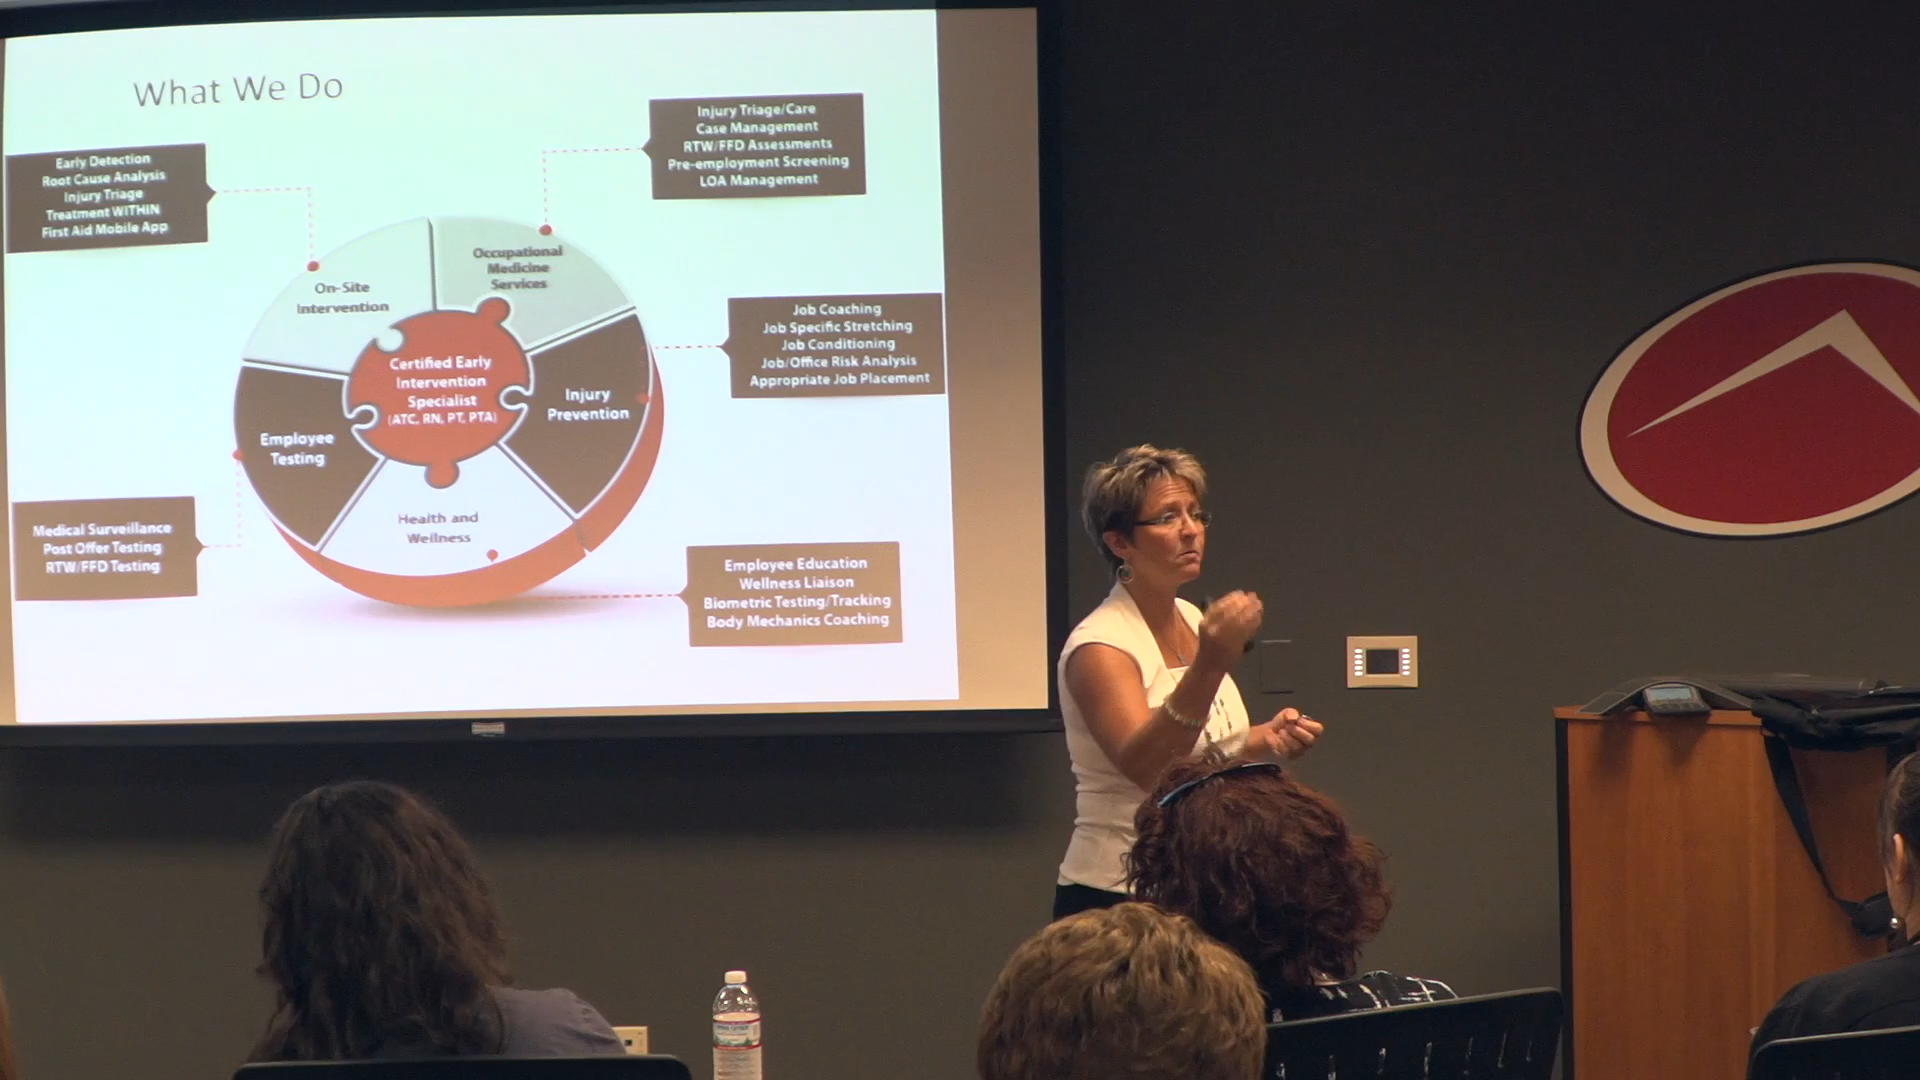 What We Do
Early Detection
Root Cause Analysis
Injury Triage
Treatment WITHIN
First Aid Mobile App
Injury Triage/Care
Case Management
RTW/FFD Assessments
Pre-employment Screening
LOA Management
On-Site
Intervention
Occupational
Medicine
Services
Job Coaching
Job Specific Stretching
Job Conditioning
Job/Office Risk Analysis
Appropriate Job Placement
Certified Early
Intervention
Specialist
(ATC, RN, PT, PTA)
Injury
Prevention
Employee
Testing
Health and
Wellness
Medical Surveillance
Post Offer Testing
RTW/FFD Testing
Employee Education
Wellness Liaison
Biometric Testing/Tracking
Body Mechanics Coaching